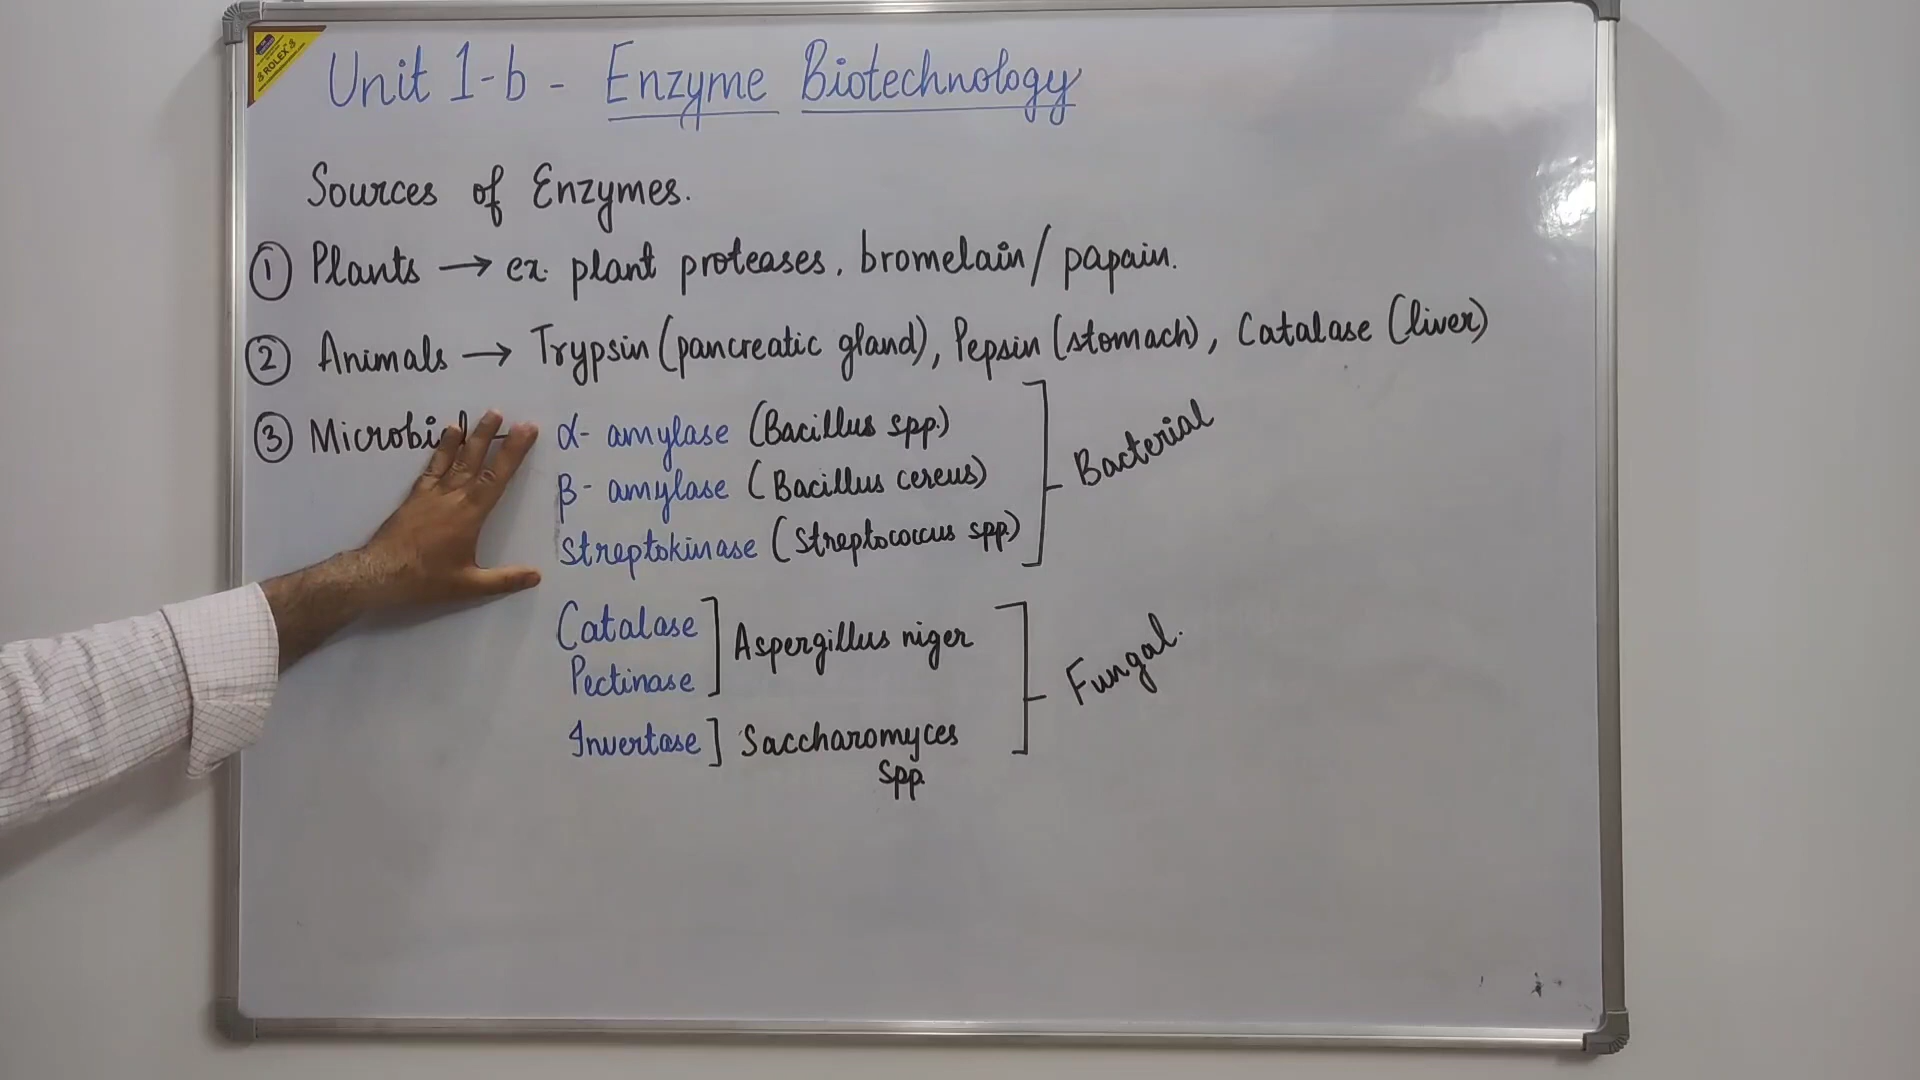 ROLEX
Unit 1-b - Enzyme Biotechnology
Sources of Enzymes.
① Plants → ex. plant proteases, bromelain/ papain.
② Animals → Trypsin (pancreatic gland), Pepsin (stomach), Catalase (liver)
③ Microbial - α- amylase (Bacillus spp.)
β- amylase (Bacillus cereus)
Streptokinase (Streptococcus spp.)
Bacterial
Catalase
Pectinase
] Aspergillus niger
Invertase ] Saccharomyces
spp.
Fungal.